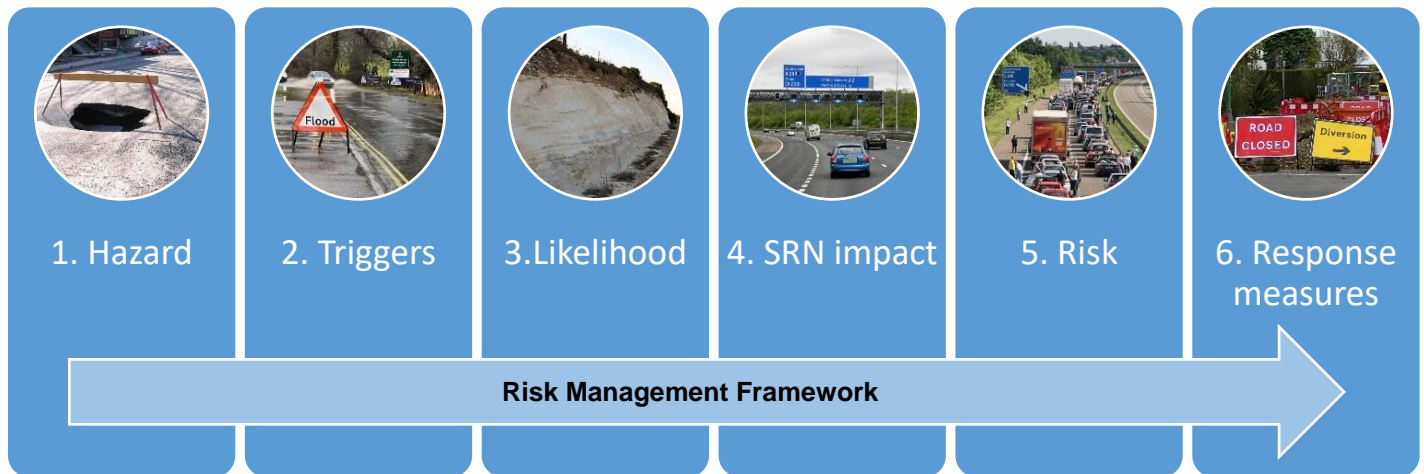 Flood
ROAD
CLOSED
Diversion
1. Hazard
2. Triggers
3.Likelihood
4. SRN impact
5. Risk
6. Response
measures
Risk Management Framework